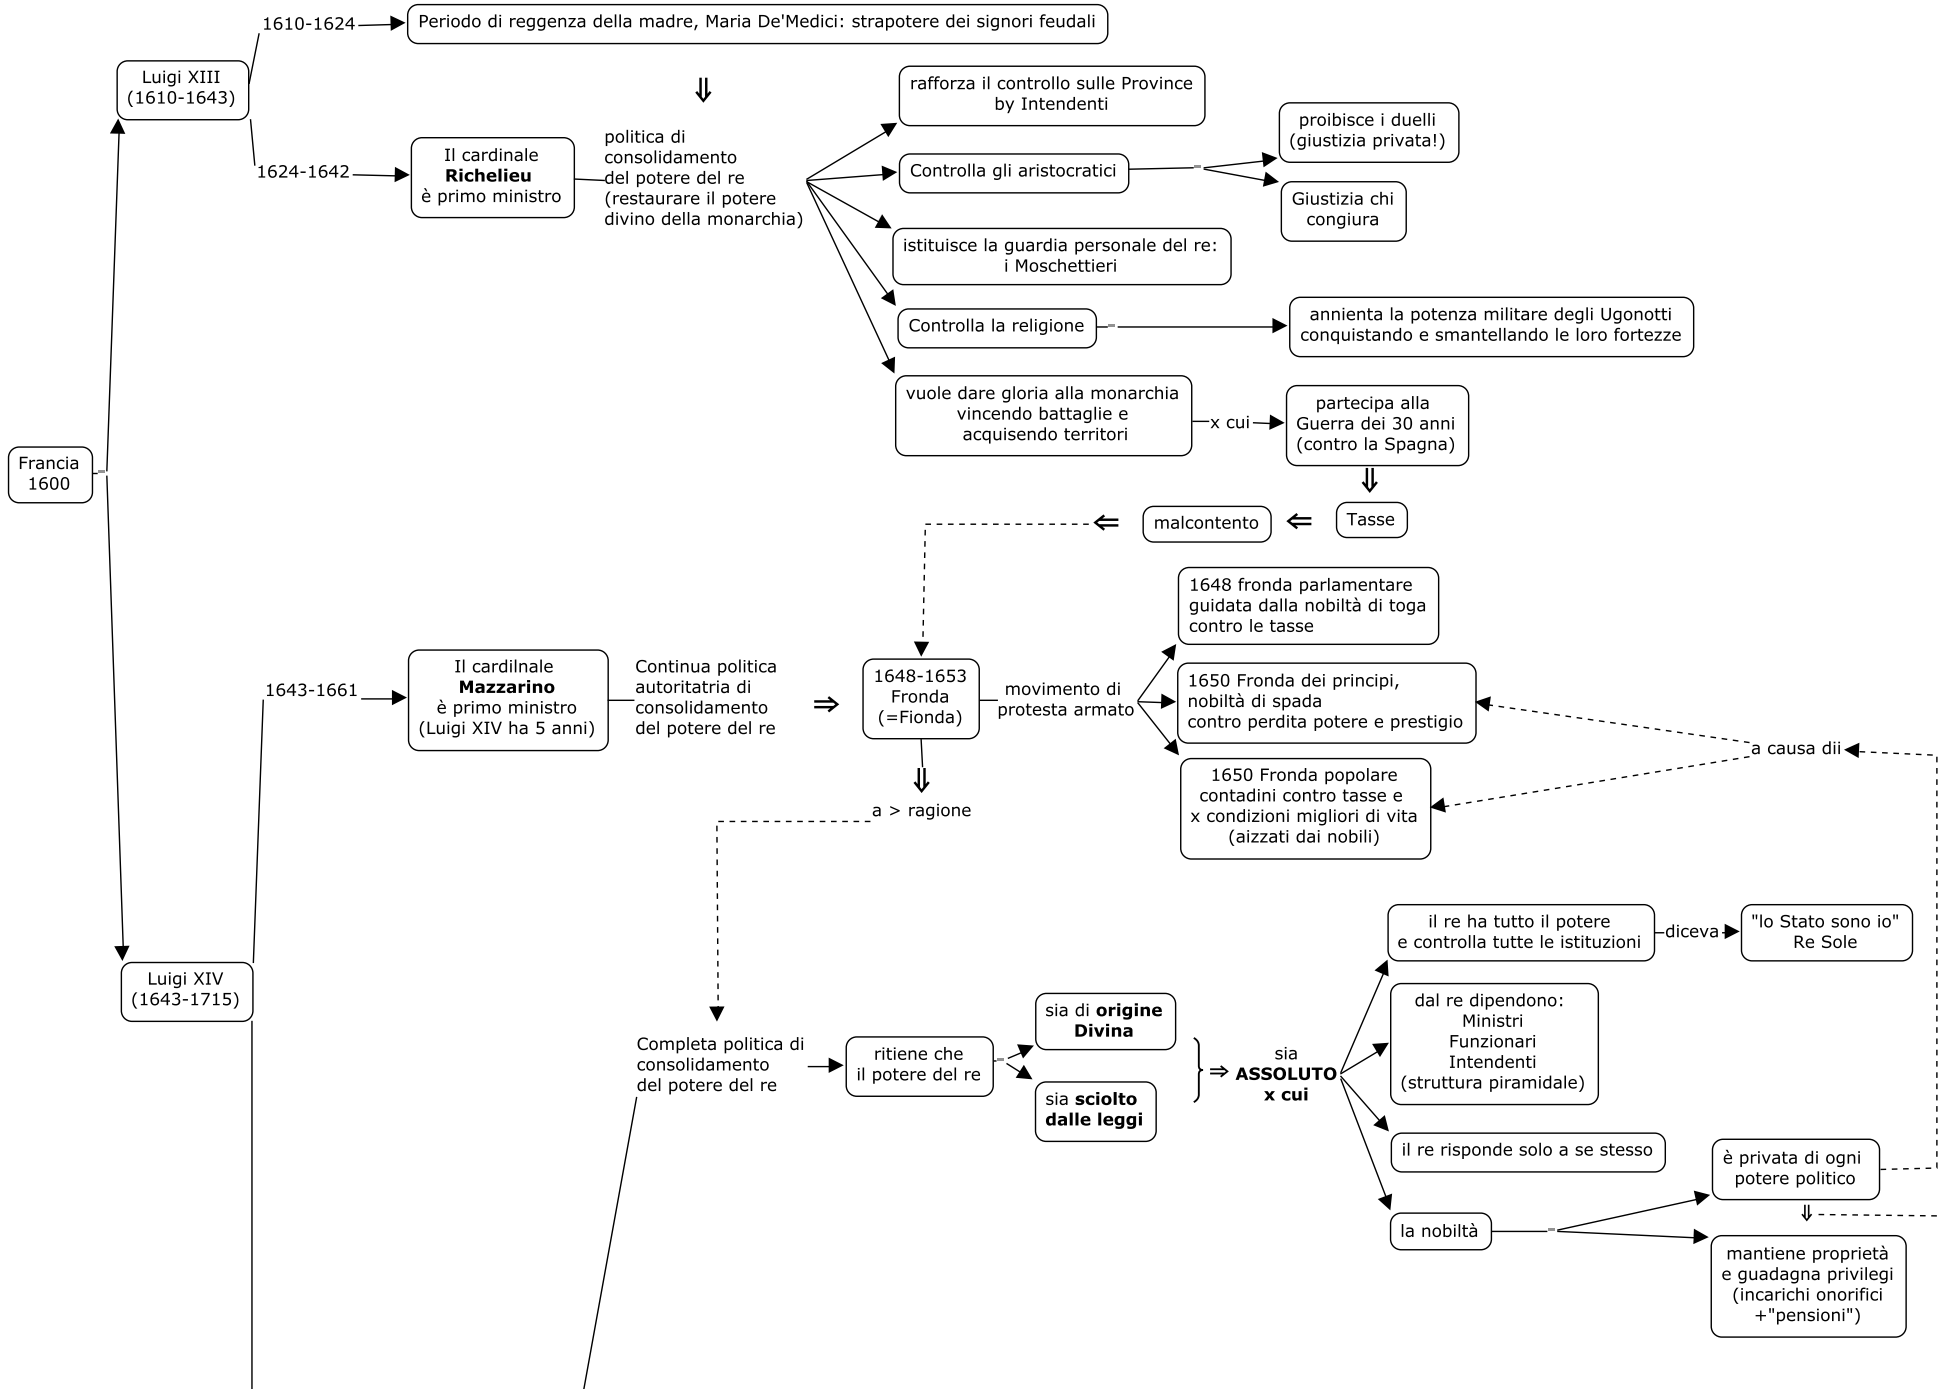 1610-1624
Periodo di reggenza della madre, Maria De'Medici: strapotere dei signori feudali
Luigi XIII
(1610-1643)
⇓
1624-1642
Il cardinale
Richelieu
è primo ministro
politica di
consolidamento
del potere del re
(restaurare il potere
divino della monarchia)
rafforza il controllo sulle Province
by Intendenti
Controlla gli aristocratici
=
proibisce i duelli
(giustizia privata!)
Giustizia chi
congiura
istituisce la guardia personale del re:
i Moschettieri
Controlla la religione
=
annienta la potenza militare degli Ugonotti
conquistando e smantellando le loro fortezze
vuole dare gloria alla monarchia
vincendo battaglie e
acquisendo territori
x cui
partecipa alla
Guerra dei 30 anni
(contro la Spagna)
⇓
Tasse
⇐
malcontento
⇐
Francia
1600
=
1643-1661
Il cardilnale
Mazzarino
è primo ministro
(Luigi XIV ha 5 anni)
Continua politica
autoritatria di
consolidamento
del potere del re
⇒
1648-1653
Fronda
(=Fionda)
movimento di
protesta armato
1648 fronda parlamentare
guidata dalla nobiltà di toga
contro le tasse
1650 Fronda dei principi,
nobiltà di spada
contro perdita potere e prestigio
1650 Fronda popolare
contadini contro tasse e
x condizioni migliori di vita
(aizzati dai nobili)
a causa dii
⇓
a > ragione
Luigi XIV
(1643-1715)
Completa politica di
consolidamento
del potere del re
ritiene che
il potere del re
=
sia di origine
Divina
sia sciolto
dalle leggi
}
⇒
sia
ASSOLUTO
x cui
il re ha tutto il potere
e controlla tutte le istituzioni
diceva
"lo Stato sono io"
Re Sole
dal re dipendono:
Ministri
Funzionari
Intendenti
(struttura piramidale)
il re risponde solo a se stesso
la nobiltà
=
è privata di ogni
potere politico
⇓
mantiene proprietà
e guadagna privilegi
(incarichi onorifici
+"pensioni")